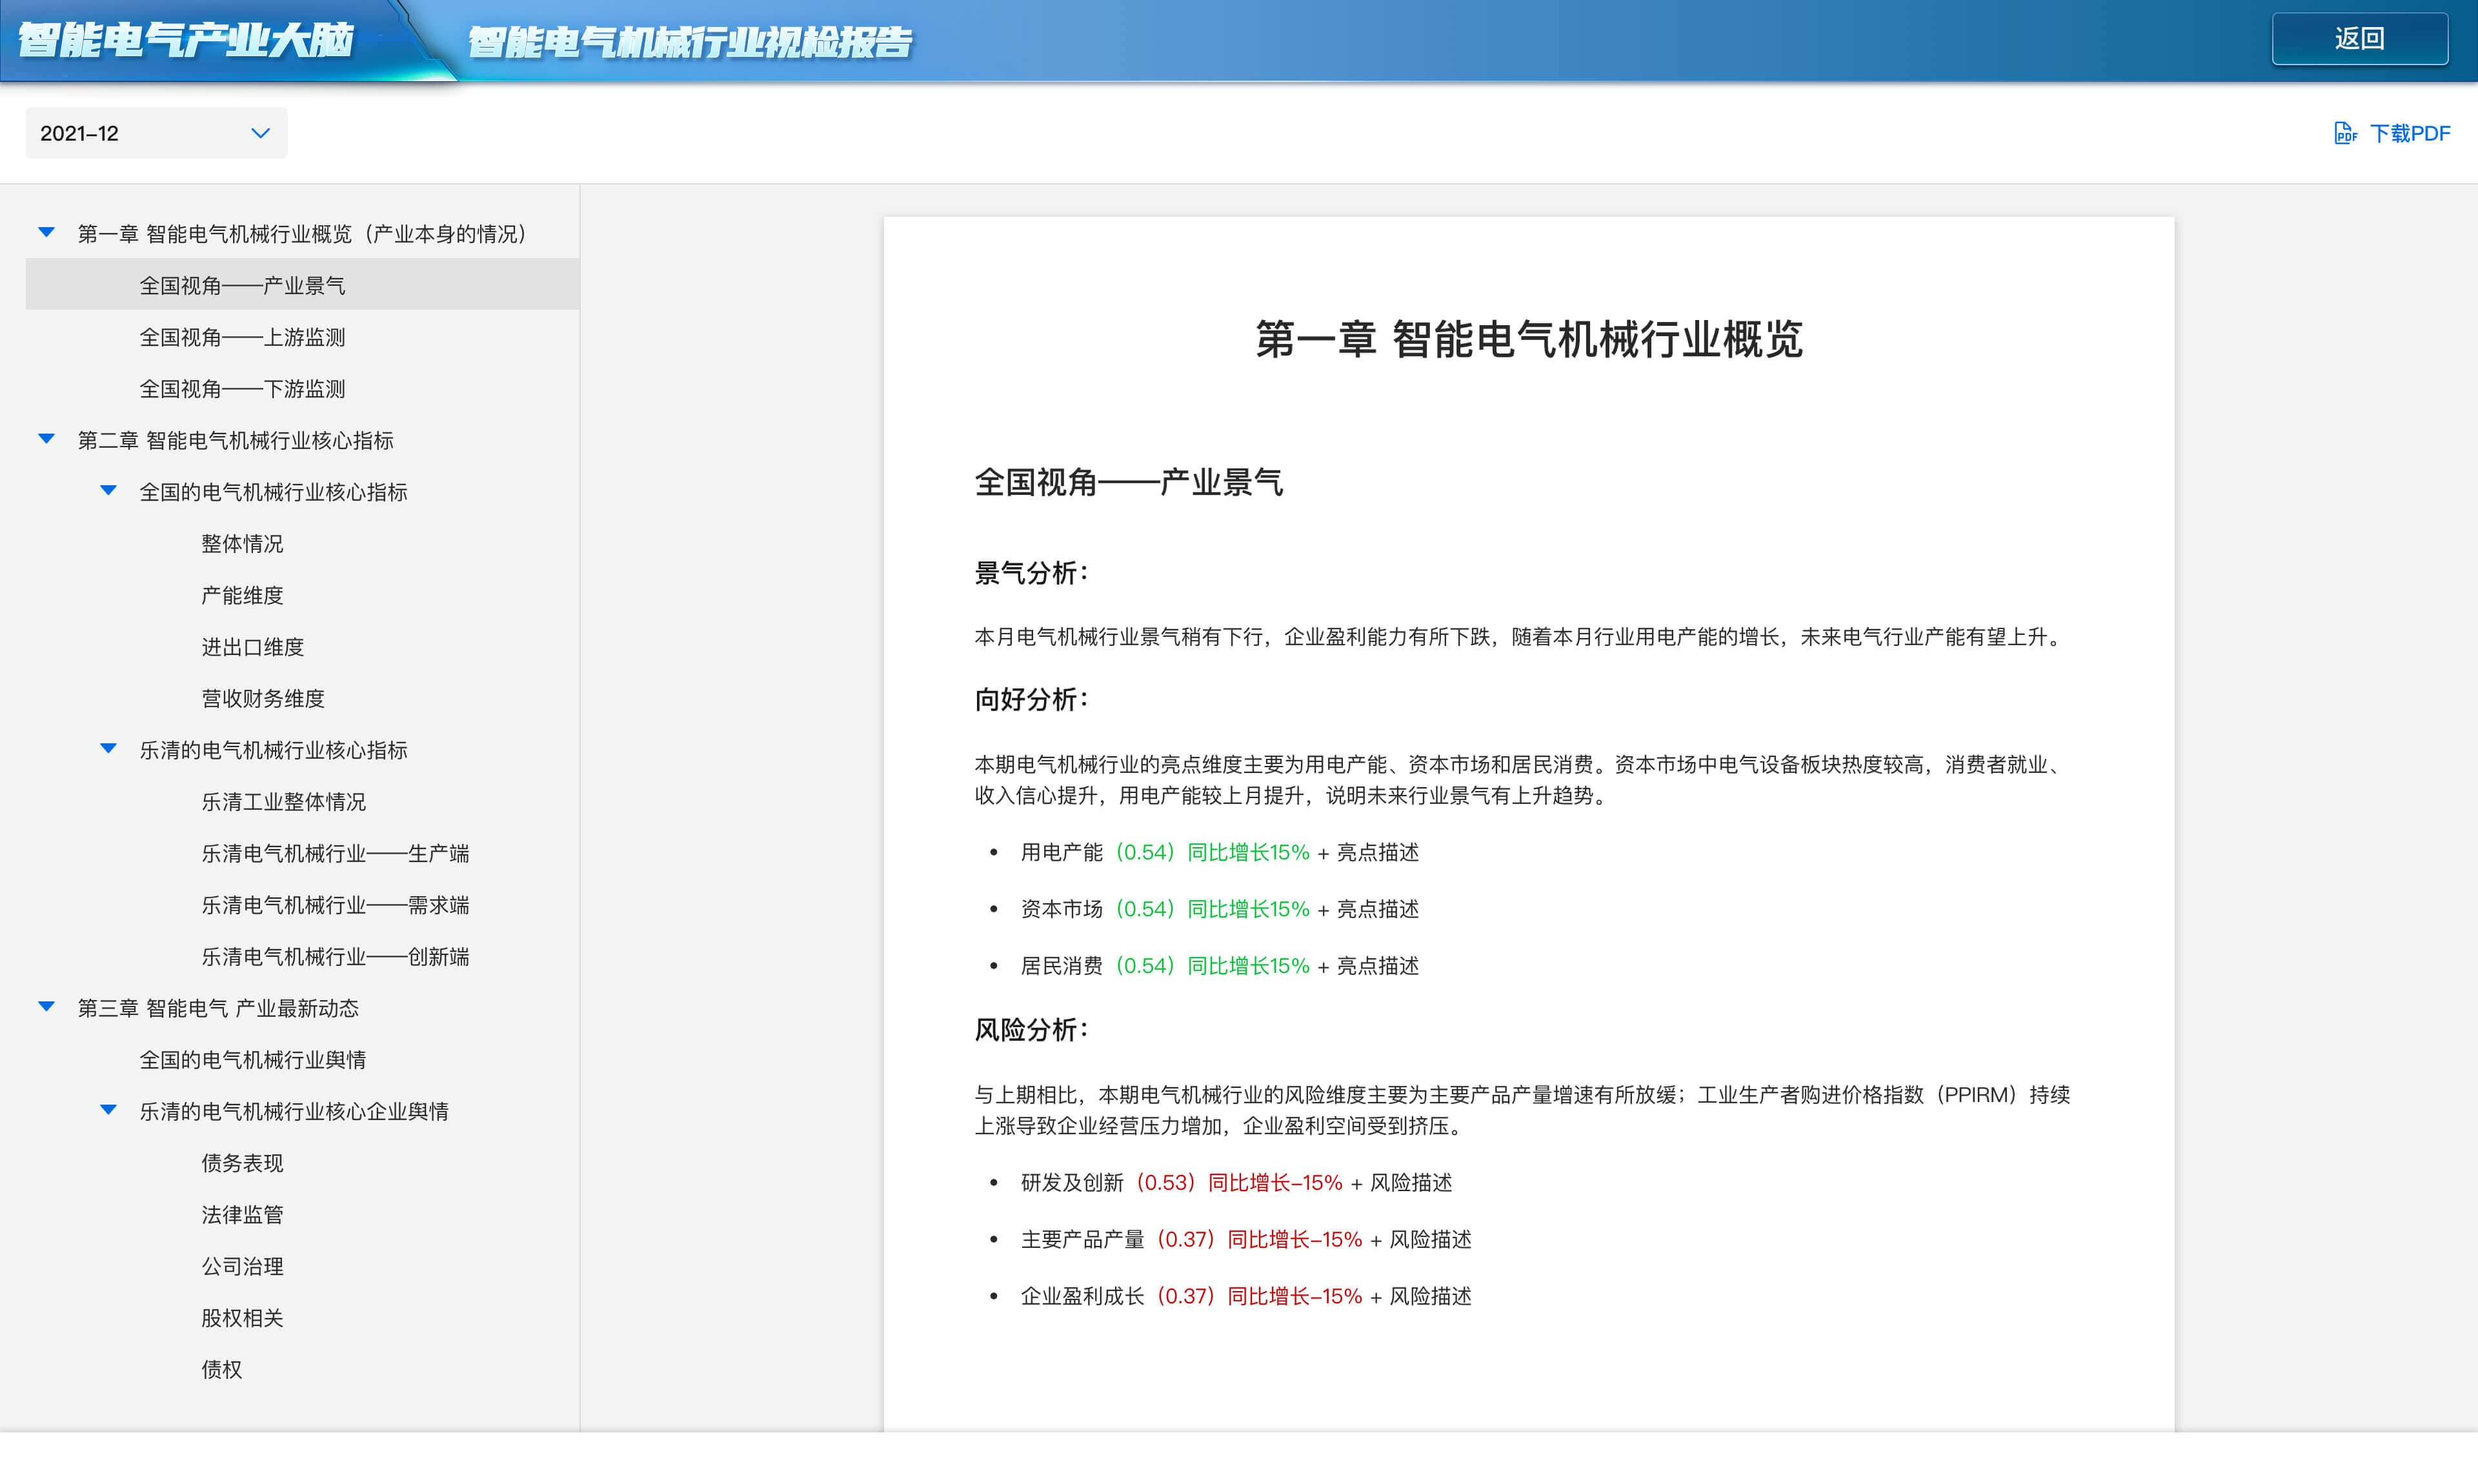 智能电气产业大脑
智能电气机械行业视检报告
返回
2021-12
PDF 下载PDF
第一章 智能电气机械行业概览（产业本身的情况）
全国视角——产业景气
全国视角——上游监测
全国视角——下游监测
第二章 智能电气机械行业核心指标
全国的电气机械行业核心指标
整体情况
产能维度
进出口维度
营收财务维度
乐清的电气机械行业核心指标
乐清工业整体情况
乐清电气机械行业——生产端
乐清电气机械行业——需求端
乐清电气机械行业——创新端
第三章 智能电气 产业最新动态
全国的电气机械行业舆情
乐清的电气机械行业核心企业舆情
债务表现
法律监管
公司治理
股权相关
债权
第一章 智能电气机械行业概览
全国视角——产业景气
景气分析：
本月电气机械行业景气稍有下行，企业盈利能力有所下跌，随着本月行业用电产能的增长，未来电气行业产能有望上升。
向好分析：
本期电气机械行业的亮点维度主要为用电产能、资本市场和居民消费。资本市场中电气设备板块热度较高，消费者就业、
收入信心提升，用电产能较上月提升，说明未来行业景气有上升趋势。
• 用电产能（0.54）同比增长15% + 亮点描述
• 资本市场（0.54）同比增长15% + 亮点描述
• 居民消费（0.54）同比增长15% + 亮点描述
风险分析：
与上期相比，本期电气机械行业的风险维度主要为主要产品产量增速有所放缓；工业生产者购进价格指数（PPIRM）持续
上涨导致企业经营压力增加，企业盈利空间受到挤压。
• 研发及创新（0.53）同比增长-15% + 风险描述
• 主要产品产量（0.37）同比增长-15% + 风险描述
• 企业盈利成长（0.37）同比增长-15% + 风险描述